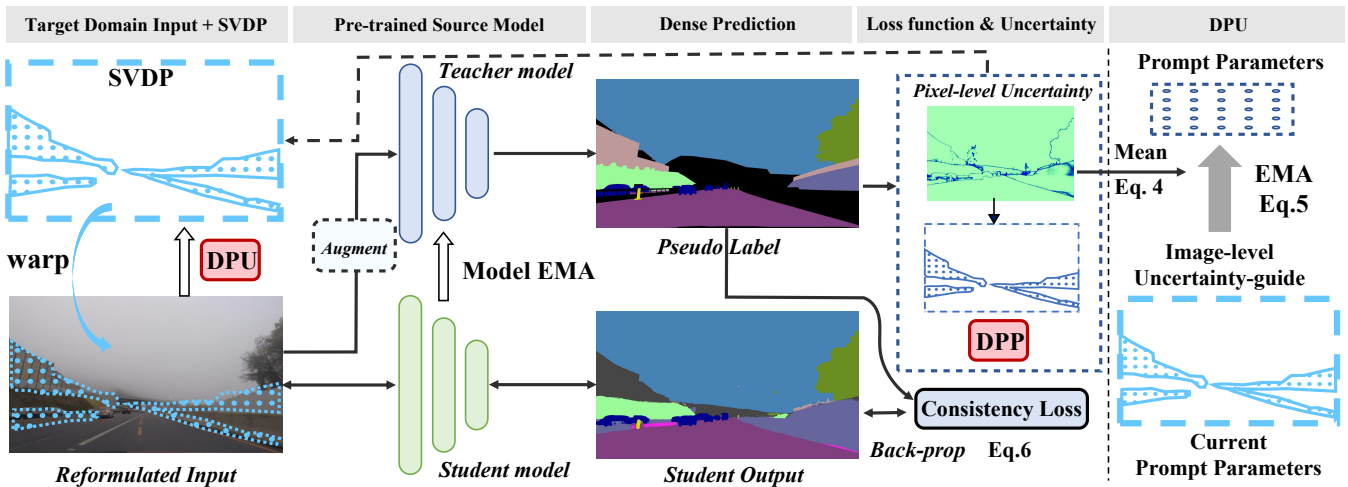 Target Domain Input + SVDP
Pre-trained Source Model
Dense Prediction
Loss function & Uncertainty
DPU
SVDP
warp
DPU
Reformulated Input
Teacher model
Augment
Model EMA
Student model
Pseudo Label
Student Output
Pixel-level Uncertainty
DPP
Consistency Loss
Back-prop
Eq.6
Mean
Eq. 4
Prompt Parameters
EMA
Eq.5
Image-level
Uncertainty-guide
Current
Prompt Parameters